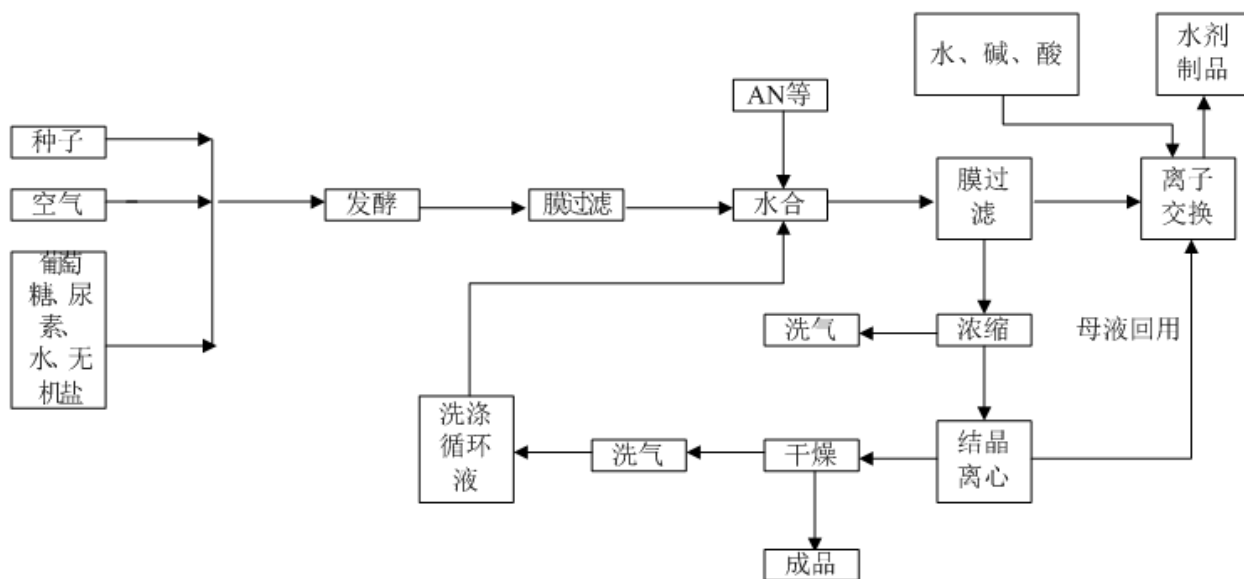 水、碱、酸
水剂
制品
AN等
种子
空气
发酵
膜过滤
水合
膜过
滤
离子
交换
葡萄
糖、尿
素、
水、无
机盐
洗气
浓缩
母液回用
洗涤
循环
液
洗气
干燥
结晶
离心
成品